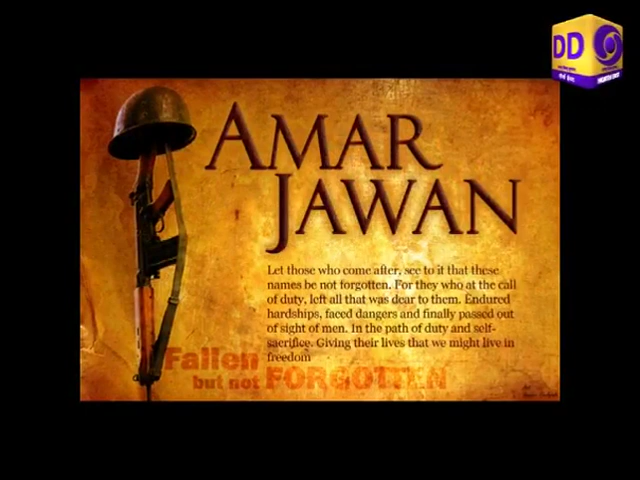 DD
AMAR
JAWAN
Let those who come after, see to it that these
names be not forgotten. For they who at the call
of duty, left all that was dear to them. Endured
hardships, faced dangers and finally passed out
of sight of men. In the path of duty and self-
sacrifice. Giving their lives that we might live in
freedom
Fallen
but not FORGOTTEN